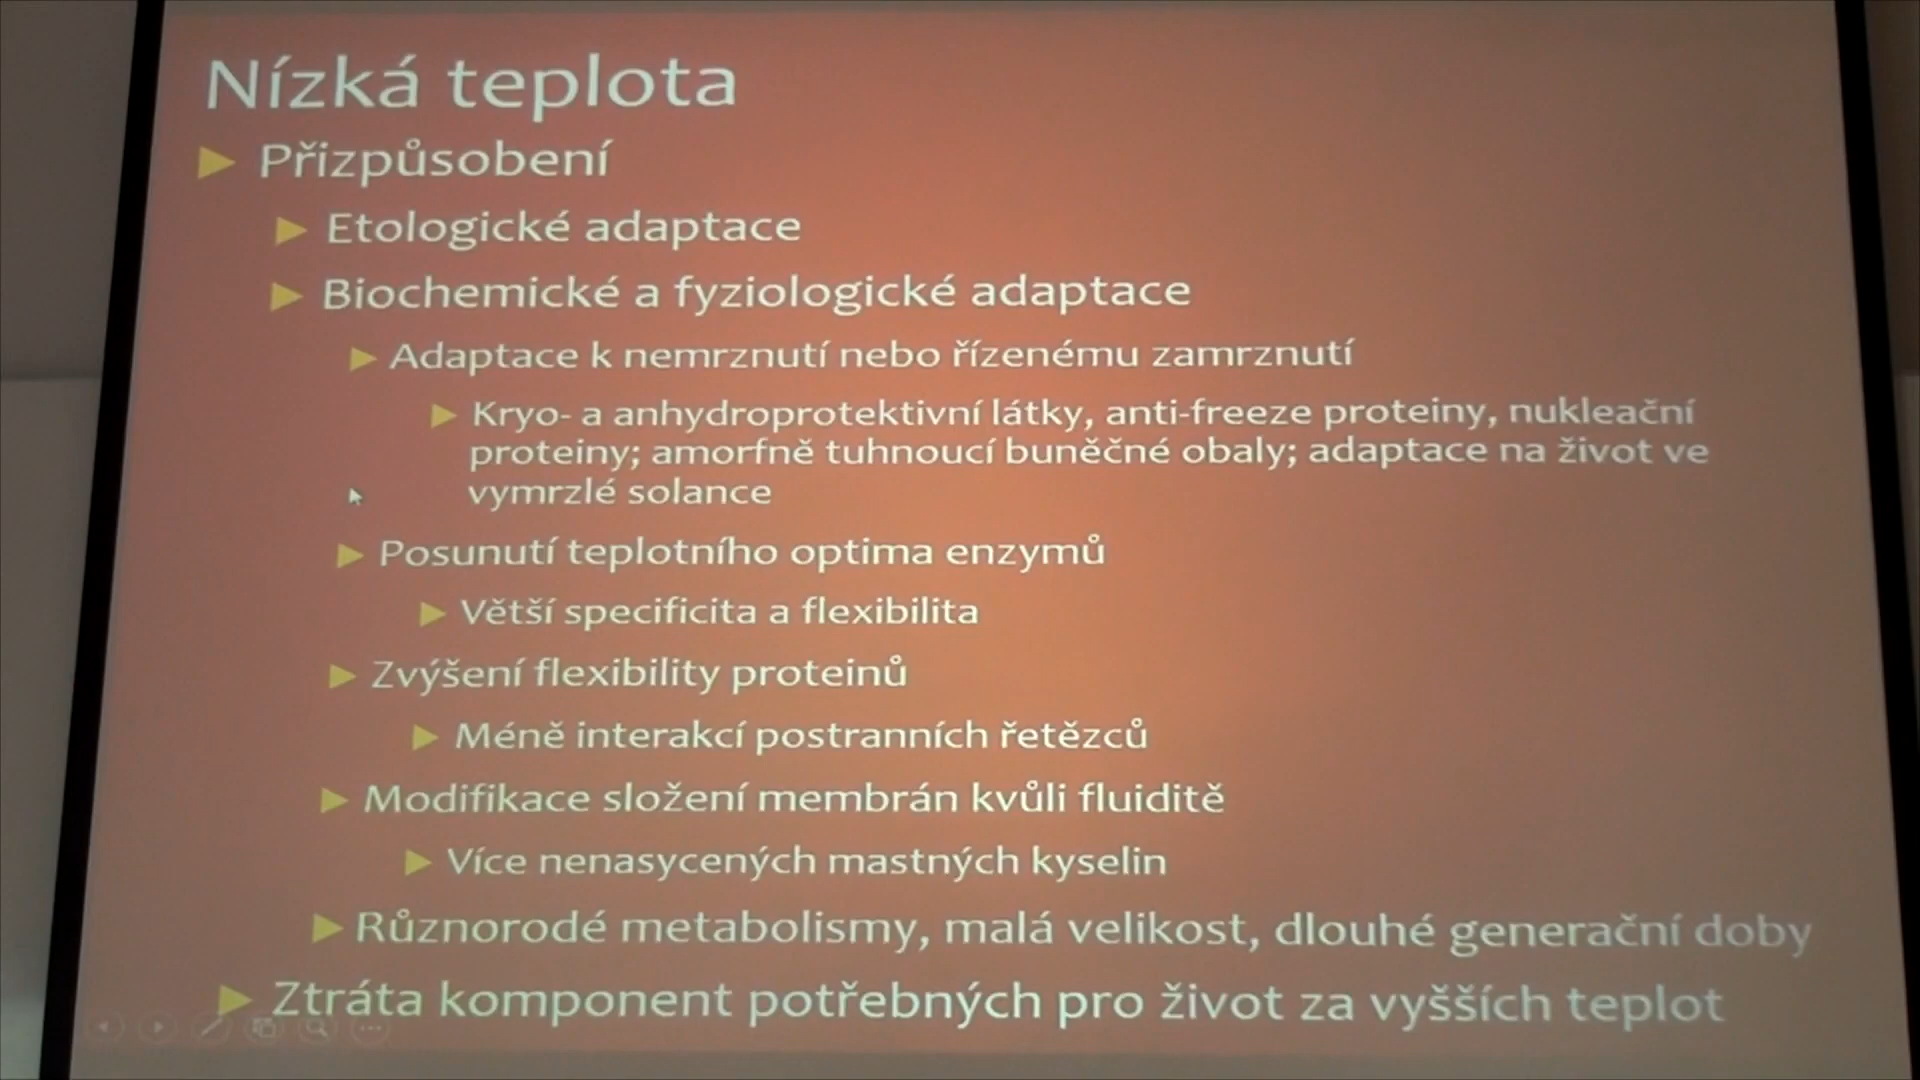 Nízká teplota
Přizpůsobení
Etologické adaptace
Biochemické a fyziologické adaptace
Adaptace k nemrznutí nebo řízenému zamrznutí
Kryo- a anhydroprotektivní látky, anti-freeze proteiny, nukleační
proteiny; amorfně tuhnoucí buněčné obaly; adaptace na život ve
vymrzlé solance
Posunutí teplotního optima enzymů
Větší specificita a flexibilita
Zvýšení flexibility proteinů
Méně interakcí postranních řetězců
Modifikace složení membrán kvůli fluiditě
Více nenasycených mastných kyselin
Různorodé metabolismy, malá velikost, dlouhé generační doby
Ztráta komponent potřebných pro život za vyšších teplot